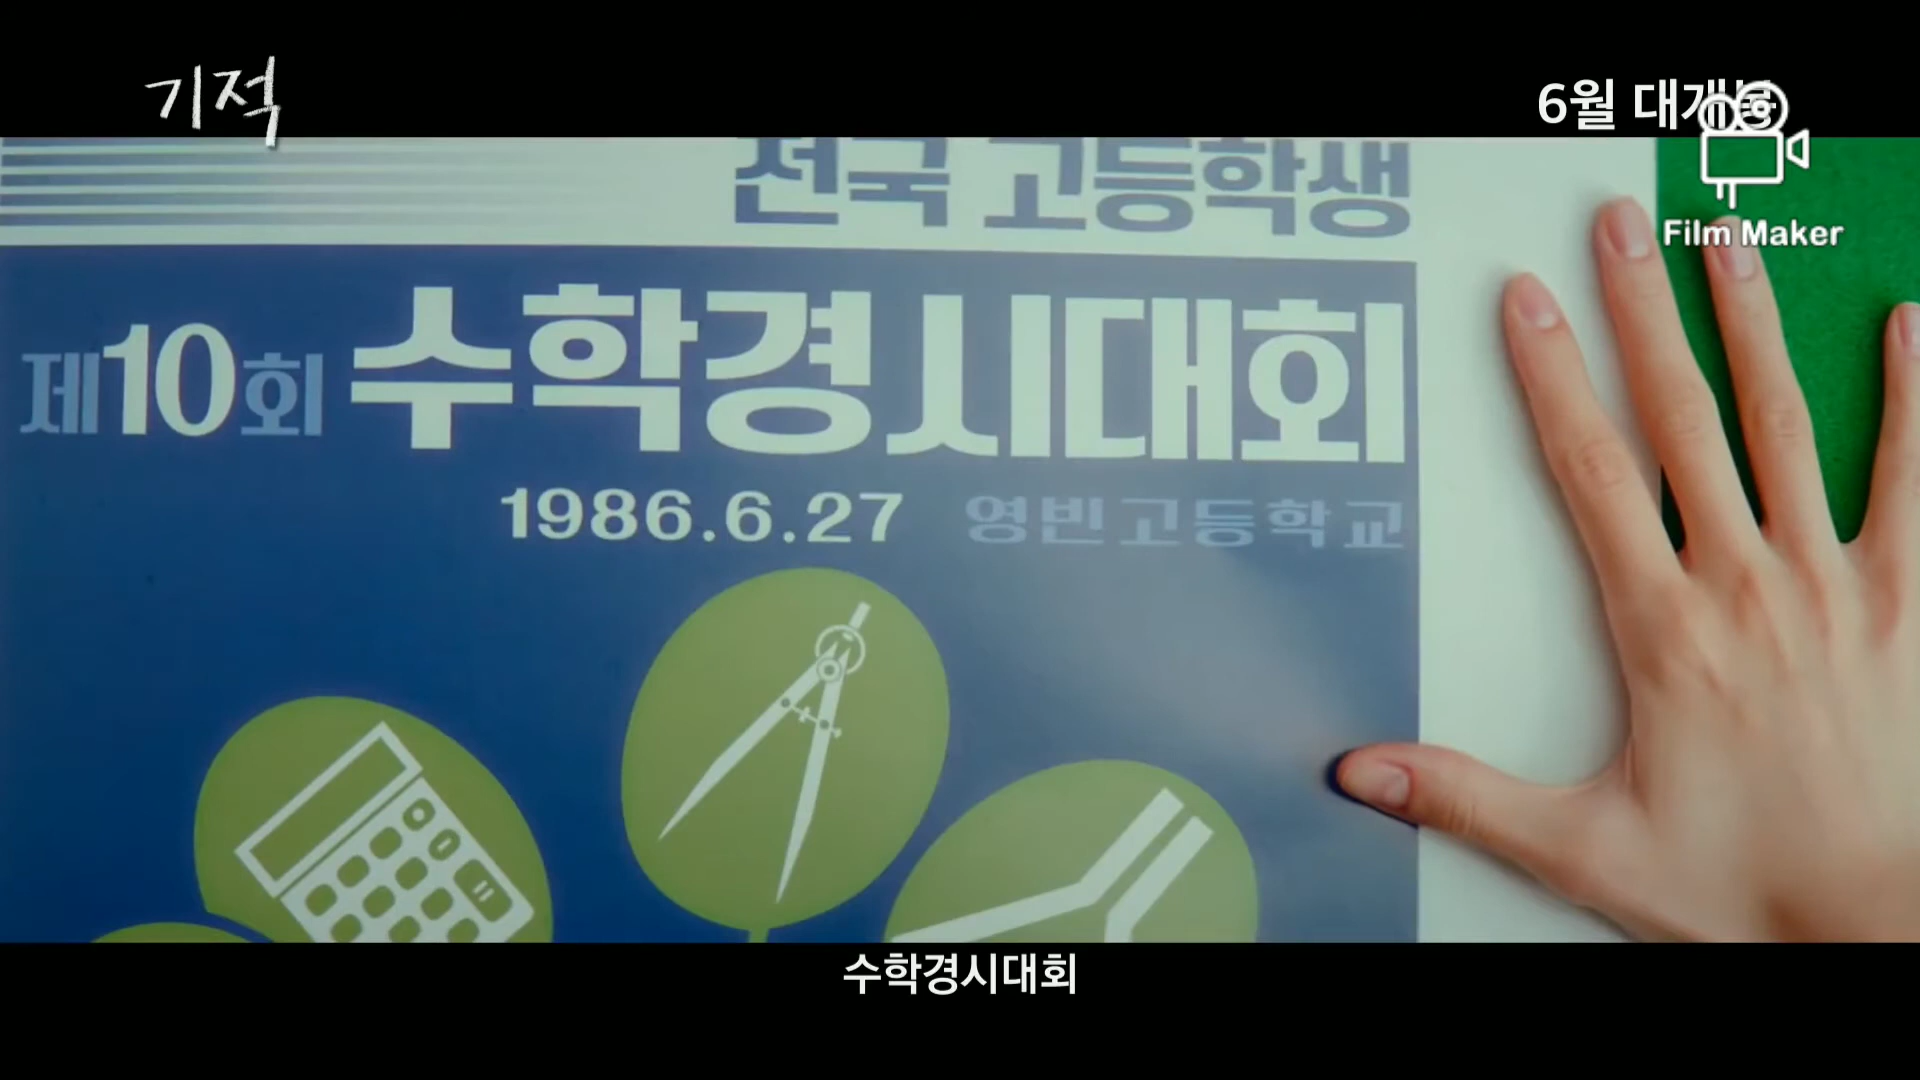 기적
6월 대개봉
Film Maker
전국 고등학생
제10회 수학경시대회
1986.6.27 영빈고등학교
수학경시대회